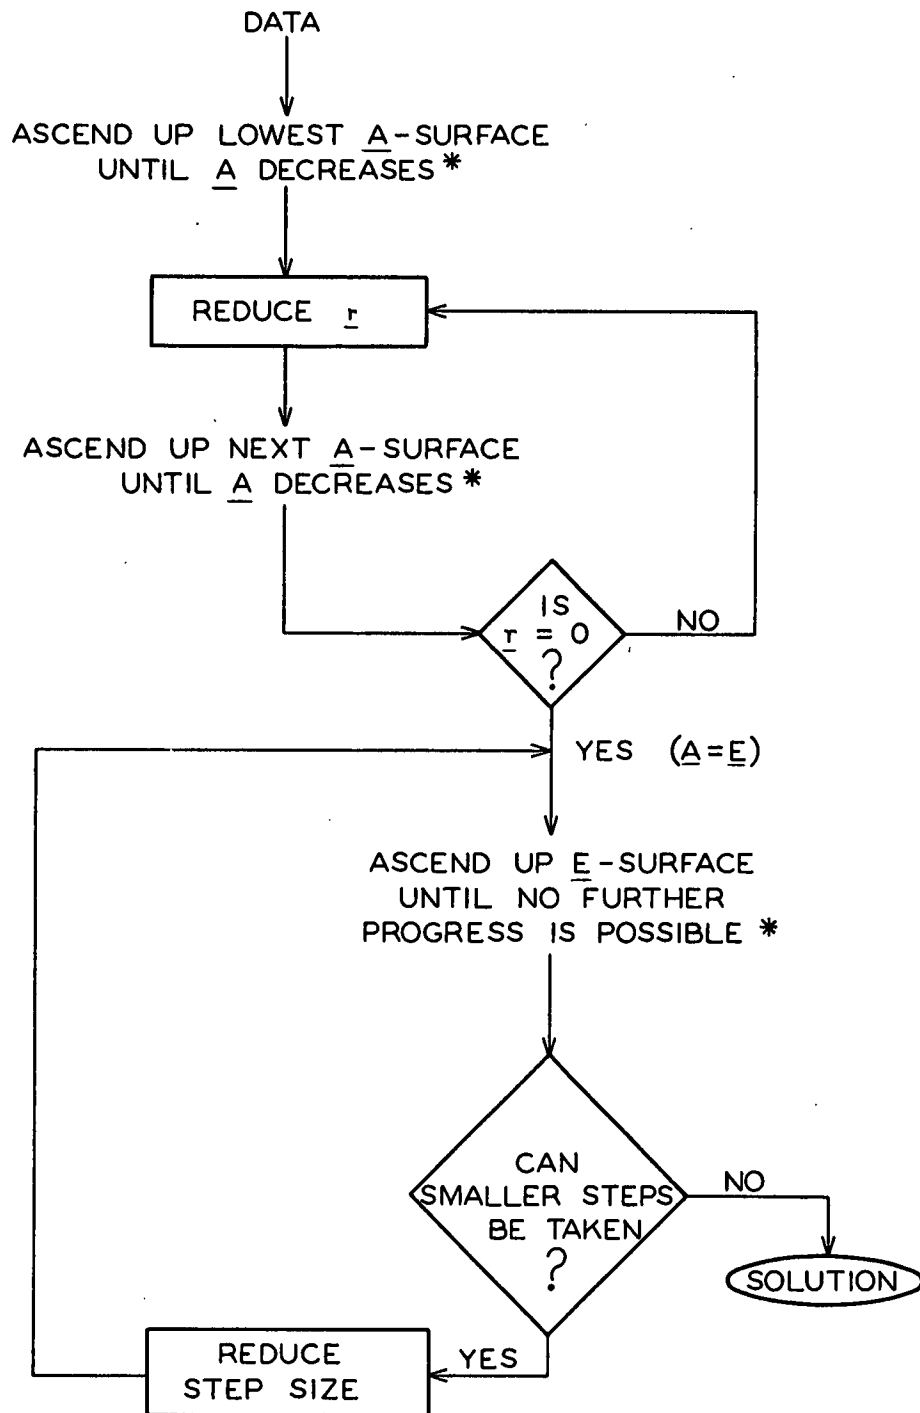 DATA
ASCEND UP LOWEST A-SURFACE
UNTIL A DECREASES*
REDUCE r
ASCEND UP NEXT A-SURFACE
UNTIL A DECREASES*
IS
r = 0
?
NO
YES (A=E)
ASCEND UP E-SURFACE
UNTIL NO FURTHER
PROGRESS IS POSSIBLE *
CAN
SMALLER STEPS
BE TAKEN
?
NO
SOLUTION
YES
REDUCE
STEP SIZE